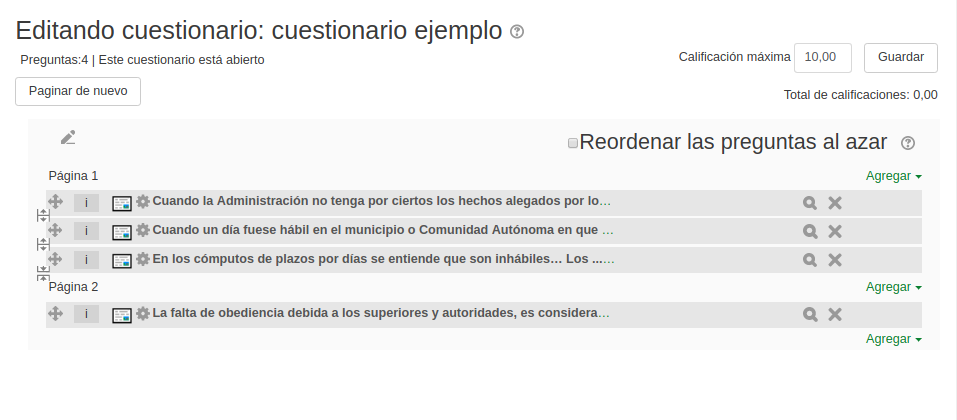 Editando cuestionario: cuestionario ejemplo
Preguntas:4 | Este cuestionario está abierto
Calificación máxima 10,00 Guardar
Paginar de nuevo
Total de calificaciones: 0,00
Reordenar las preguntas al azar
Página 1 Agregar
i Cuando la Administración no tenga por ciertos los hechos alegados por lo…
i Cuando un día fuese hábil en el municipio o Comunidad Autónoma en que …
i En los cómputos de plazos por días se entiende que son inhábiles… Los ...…
Página 2 Agregar
i La falta de obediencia debida a los superiores y autoridades, es considera…
Agregar